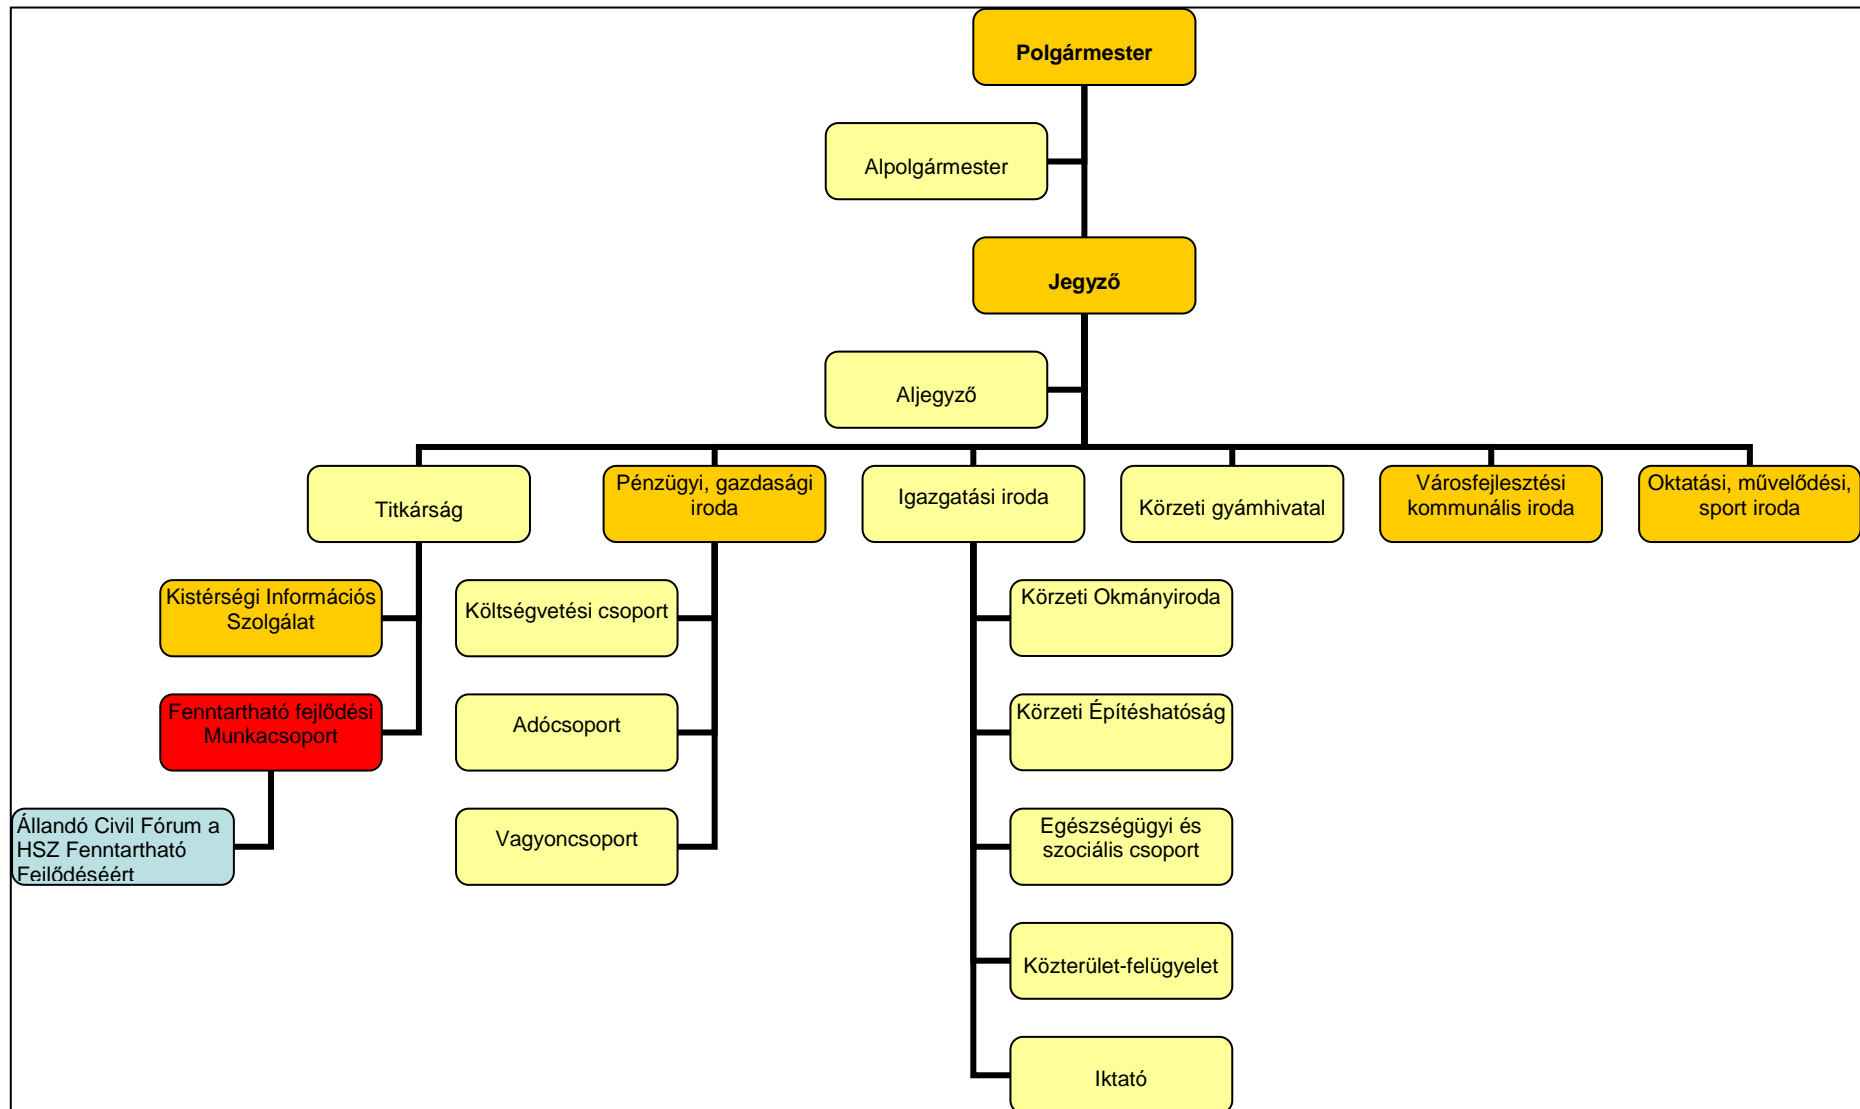 Polgármester
Alpolgármester
Jegyző
Aljegyző
Titkárság
Pénzügyi, gazdasági
iroda
Igazgatási iroda
Körzeti gyámhivatal
Városfejlesztési
kommunális iroda
Oktatási, művelődési,
sport iroda
Kistérségi Információs
Szolgálat
Költségvetési csoport
Körzeti Okmányiroda
Fenntartható fejlődési
Munkacsoport
Adócsoport
Körzeti Építéshatóság
Állandó Civil Fórum a
HSZ Fenntartható
Fejlődéséért
Vagyoncsoport
Egészségügyi és
szociális csoport
Közterület-felügyelet
Iktató